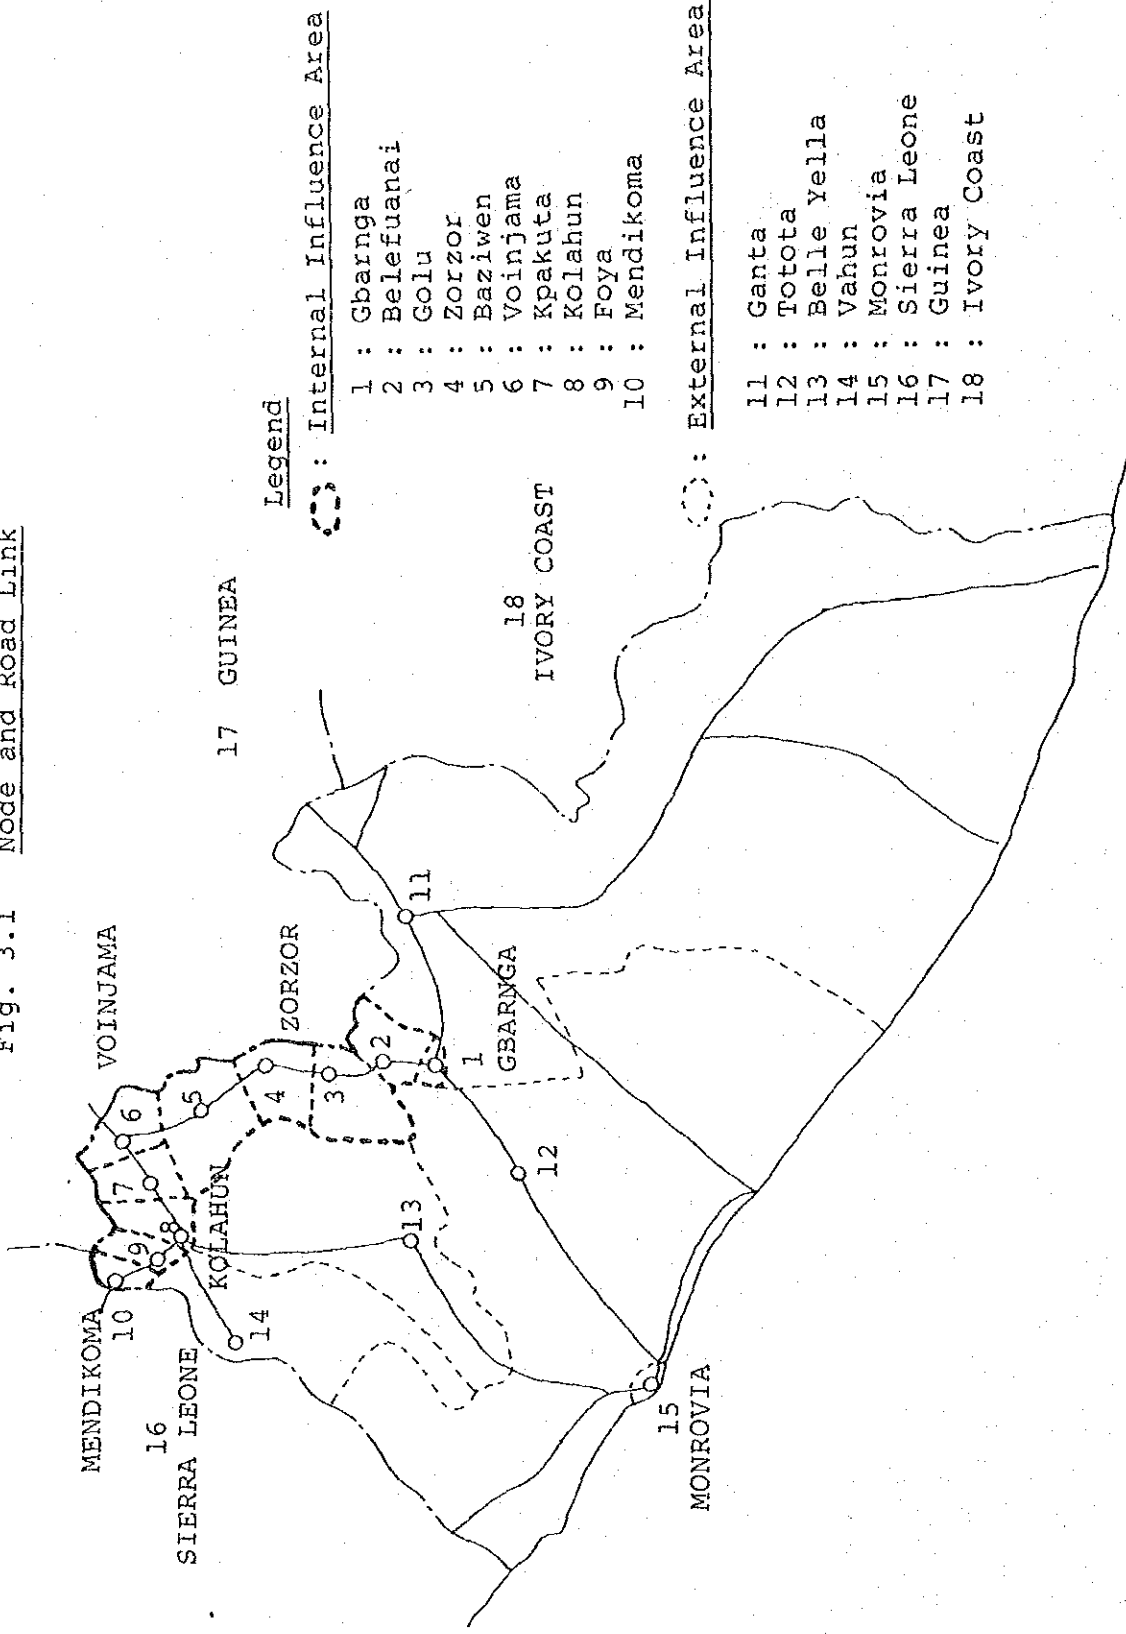 Fig. 3.1 Node and Road Link
MENDIKOMA
10
16
SIERRA LEONE
14
9
8
KOLAHUN
7
VOINJAMA
6
5
ZORZOR
4
3
2
1
GBARNGA
11
12
13
15
MONROVIA
17 GUINEA
18
IVORY COAST
Legend
: Internal Influence Area
1 : Gbarnga
2 : Belefuanai
3 : Golu
4 : Zorzor
5 : Baziwen
6 : Voinjama
7 : Kpakuta
8 : Kolahun
9 : Foya
10 : Mendikoma
: External Influence Area
11 : Ganta
12 : Totota
13 : Belle Yella
14 : Vahun
15 : Monrovia
16 : Sierra Leone
17 : Guinea
18 : Ivory Coast